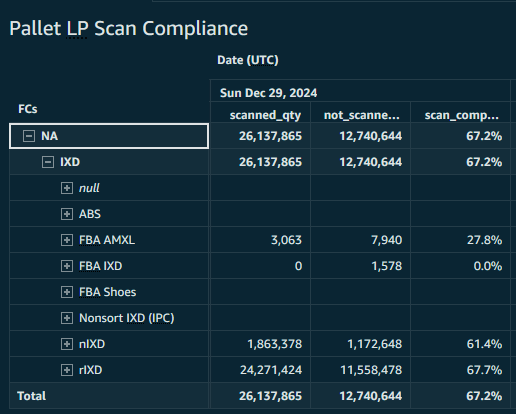 Pallet LP Scan Compliance
Date (UTC)
Sun Dec 29, 2024
FCs scanned_qty not_scanne... scan_comp...
NA 26,137,865 12,740,644 67.2%
IXD 26,137,865 12,740,644 67.2%
null
ABS
FBA AMXL 3,063 7,940 27.8%
FBA IXD 0 1,578 0.0%
FBA Shoes
Nonsort IXD (IPC)
nIXD 1,863,378 1,172,648 61.4%
rIXD 24,271,424 11,558,478 67.7%
Total 26,137,865 12,740,644 67.2%